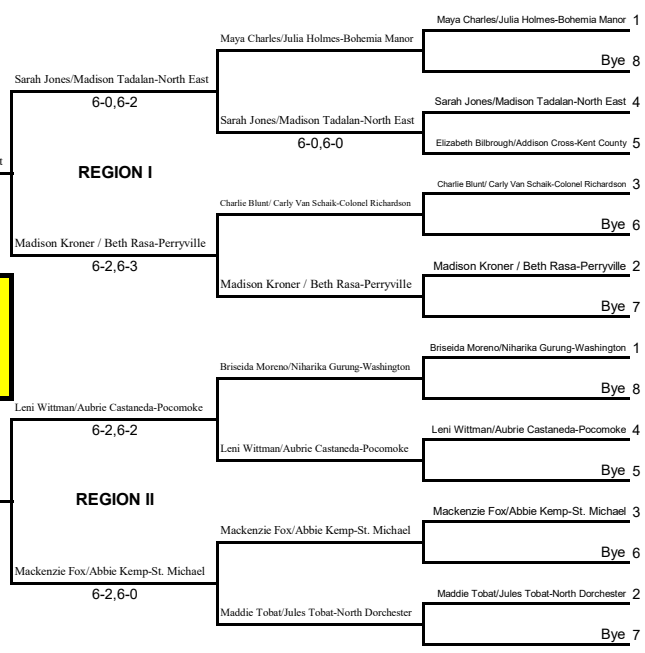 Maya Charles/Julia Holmes-Bohemia Manor 1
Maya Charles/Julia Holmes-Bohemia Manor
Bye 8
Sarah Jones/Madison Tadalan-North East
6-0,6-2
Sarah Jones/Madison Tadalan-North East 4
Sarah Jones/Madison Tadalan-North East
6-0,6-0
Elizabeth Bilbrough/Addison Cross-Kent County 5
REGION I
Charlie Blunt/ Carly Van Schaik-Colonel Richardson 3
Charlie Blunt/ Carly Van Schaik-Colonel Richardson
Bye 6
Madison Kroner / Beth Rasa-Perryville
6-2,6-3
Madison Kroner / Beth Rasa-Perryville 2
Madison Kroner / Beth Rasa-Perryville
Bye 7
Briseida Moreno/Niharika Gurung-Washington 1
Briseida Moreno/Niharika Gurung-Washington
Bye 8
Leni Wittman/Aubrie Castaneda-Pocomoke
6-2,6-2
Leni Wittman/Aubrie Castaneda-Pocomoke 4
Leni Wittman/Aubrie Castaneda-Pocomoke
Bye 5
REGION II
Mackenzie Fox/Abbie Kemp-St. Michael 3
Mackenzie Fox/Abbie Kemp-St. Michael
Bye 6
Mackenzie Fox/Abbie Kemp-St. Michael
6-2,6-0
Maddie Tobat/Jules Tobat-North Dorchester 2
Maddie Tobat/Jules Tobat-North Dorchester
Bye 7